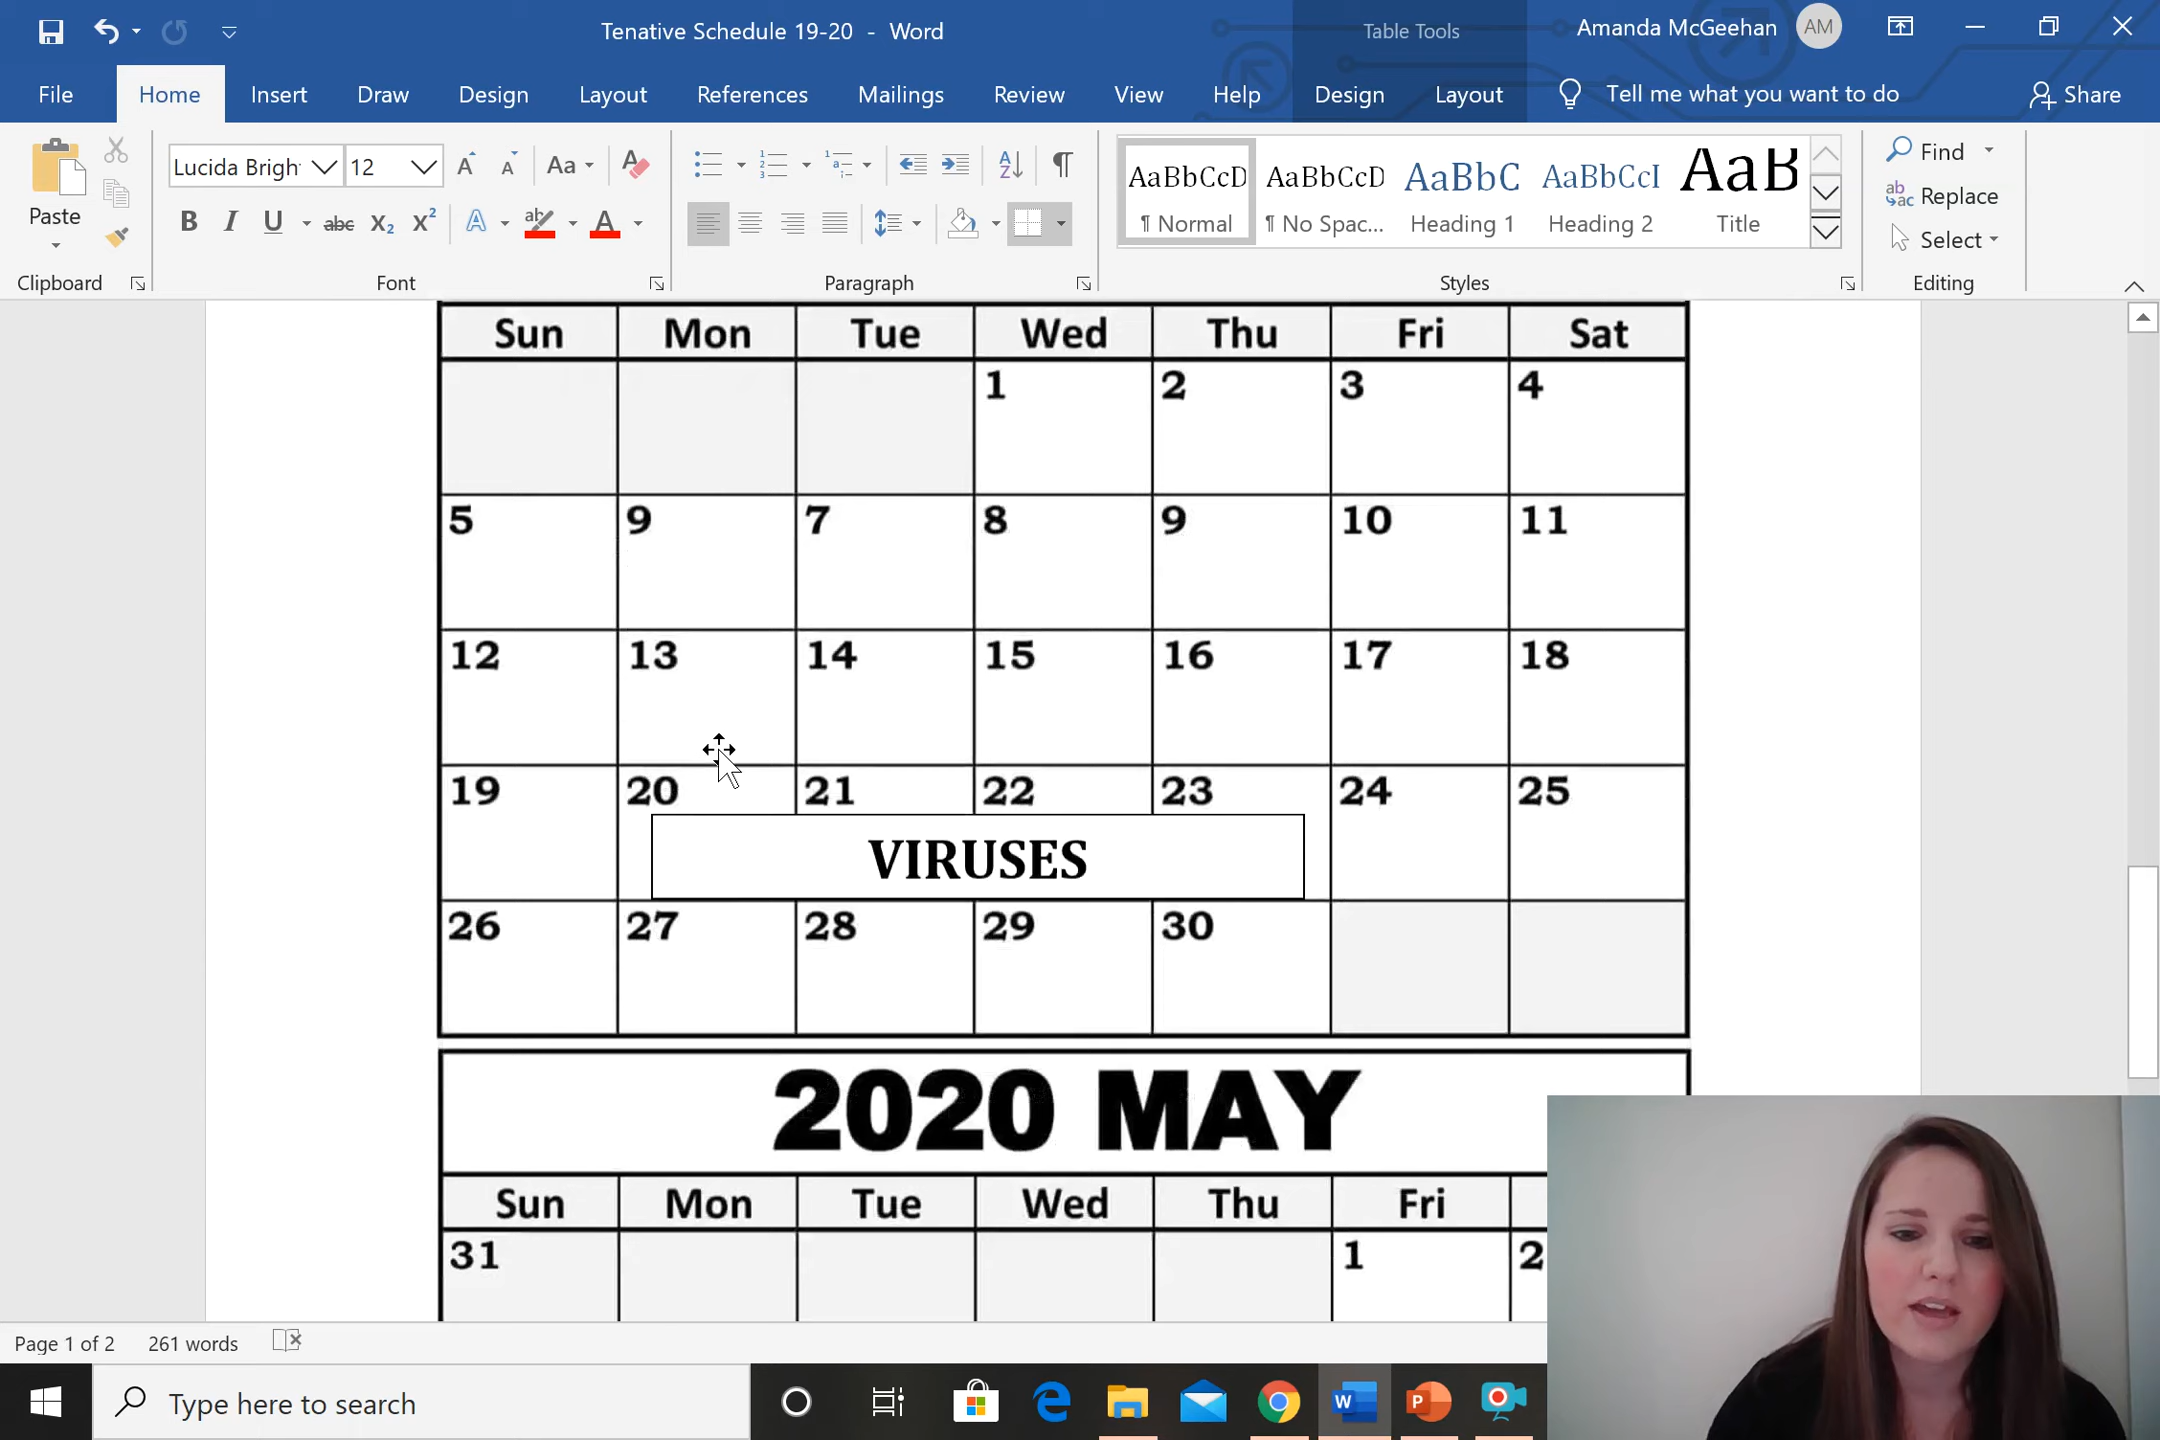 Tenative Schedule 19-20 - Word
Table Tools
Amanda McGeehan
AM
File
Home
Insert
Draw
Design
Layout
References
Mailings
Review
View
Help
Design
Layout
Tell me what you want to do
Share
Paste
Clipboard
Lucida Brigh
12
Aa
Font
Paragraph
AaBbCcD AaBbCcD AaBbC AaBbCcI AaB
¶ Normal ¶ No Spac... Heading 1 Heading 2 Title
Styles
Find
Replace
Select
Editing
Sun Mon Tue Wed Thu Fri Sat
1 2 3 4
5 9 7 8 9 10 11
12 13 14 15 16 17 18
19 20 21 22 23 24 25
VIRUSES
26 27 28 29 30
2020 MAY
Sun Mon Tue Wed Thu Fri
31 1 2
Page 1 of 2 261 words
Type here to search